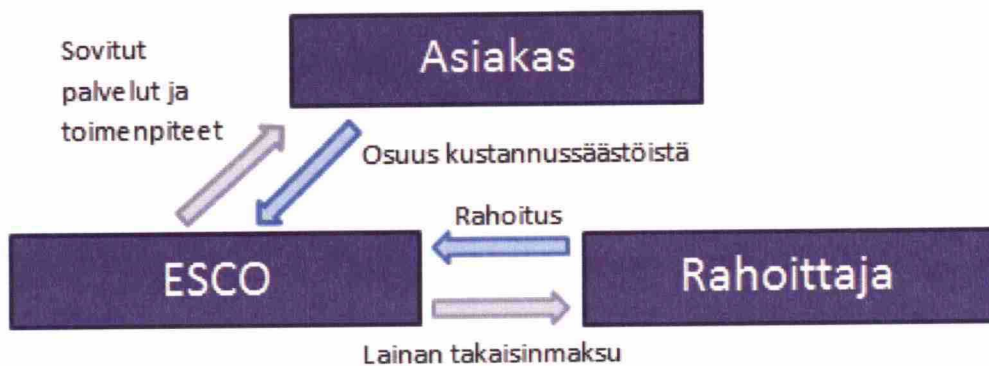 Sovitut
palvelut ja
toimenpiteet
Asiakas
Osuus kustannussäästöistä
Rahoitus
ESCO
Rahoittaja
Lainan takaisinmaksu